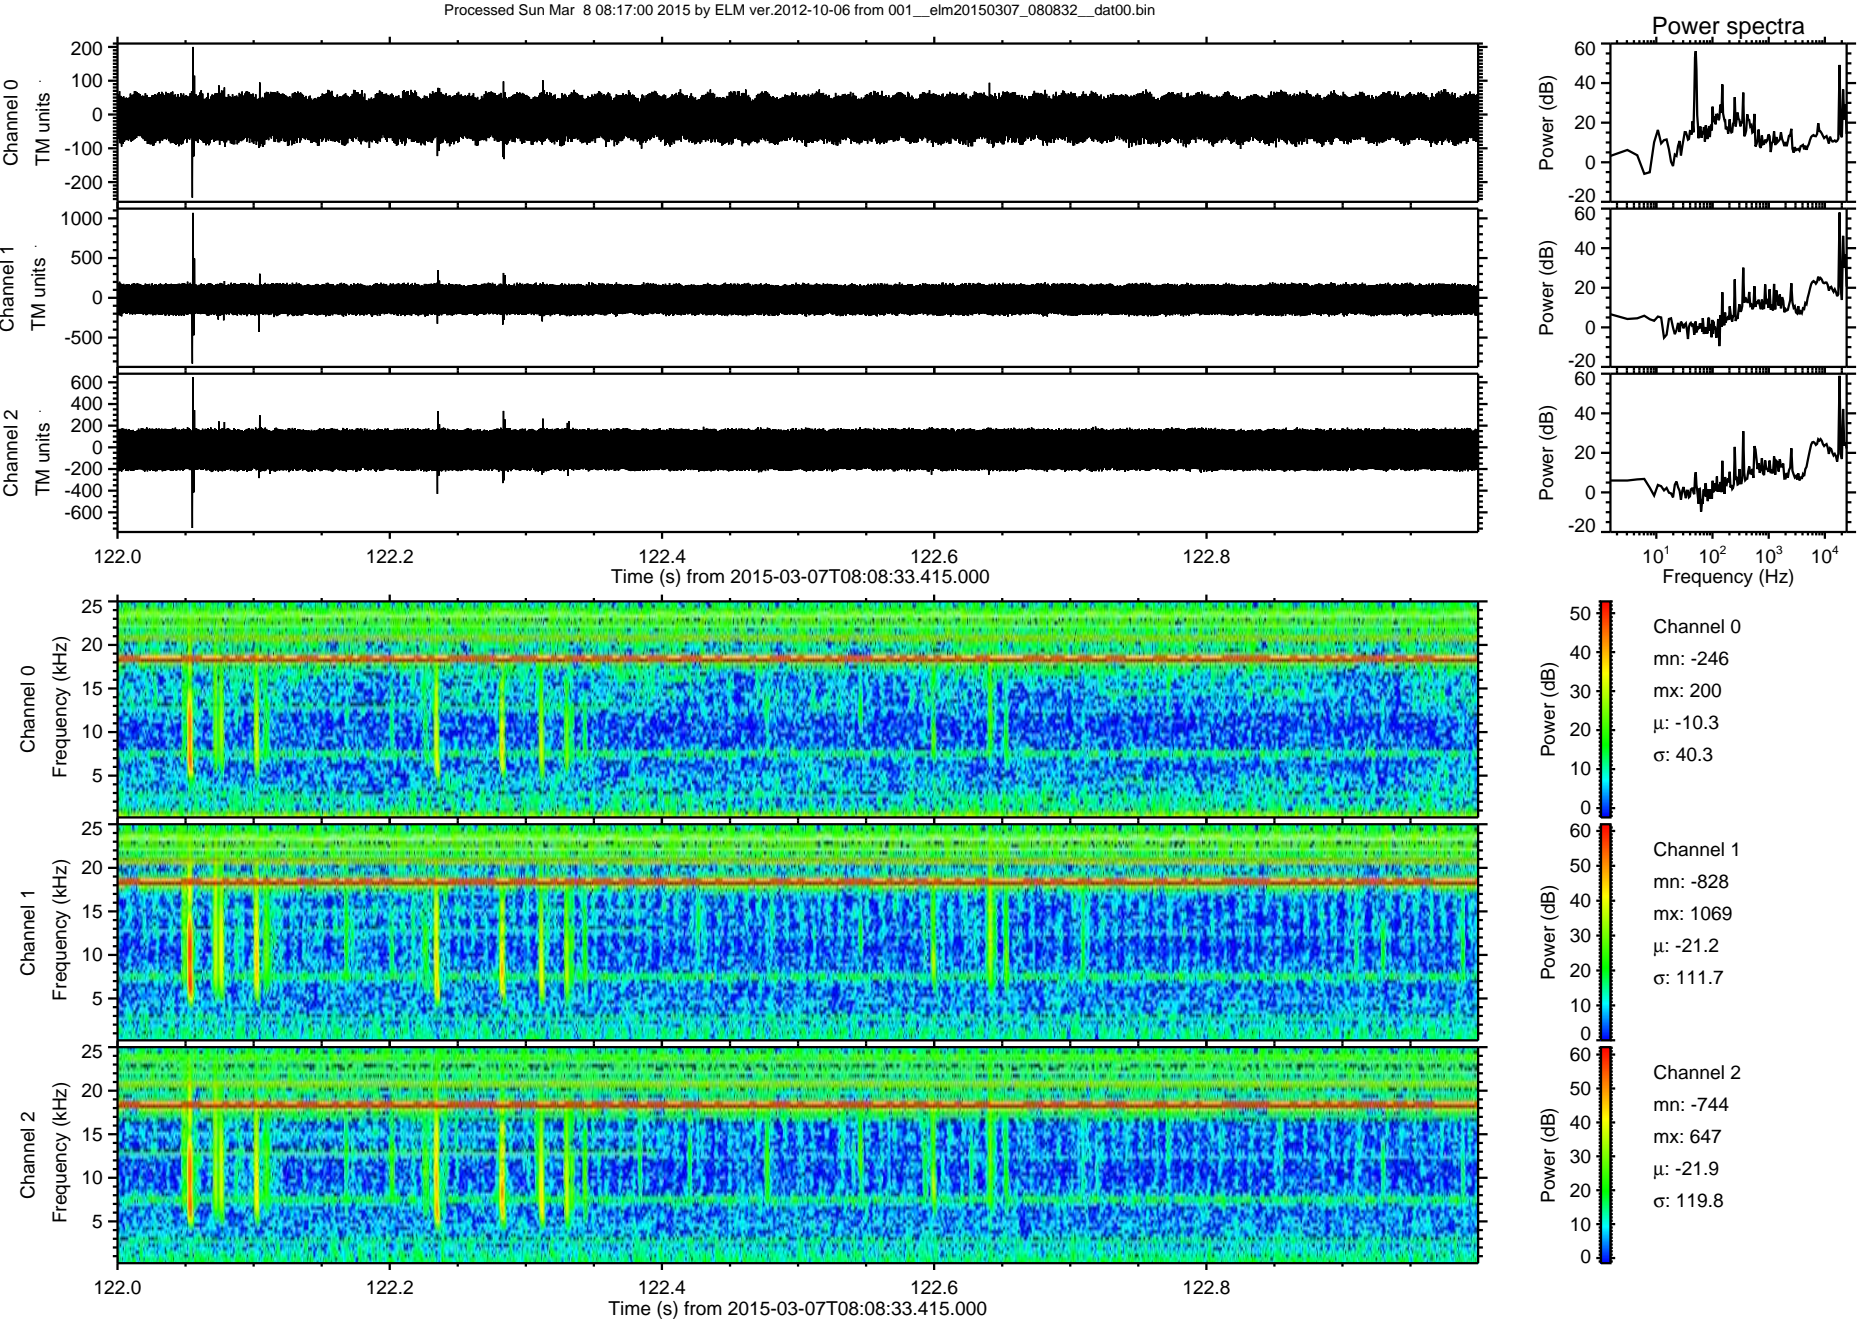 Processed Sun Mar  8 08:17:00 2015 by ELM ver.2012-10-06 from 001__elm20150307_080832__dat00.bin
Power spectra
Channel 0
TM units
200
100
0
-100
-200
Power (dB)
60
40
20
0
-20
Channel 1
TM units
1000
500
0
-500
Power (dB)
60
40
20
0
-20
Channel 2
TM units
600
400
200
0
-200
-400
-600
Power (dB)
60
40
20
0
-20
122.0 122.2 122.4 122.6 122.8
Time (s) from 2015-03-07T08:08:33.415.000
10^1 10^2 10^3 10^4
Frequency (Hz)
Channel 0
Frequency (kHz)
25
20
15
10
5
Power (dB)
50
40
30
20
10
0
Channel 0
mn: -246
mx: 200
μ: -10.3
σ: 40.3
Channel 1
Frequency (kHz)
25
20
15
10
5
Power (dB)
60
50
40
30
20
10
0
Channel 1
mn: -828
mx: 1069
μ: -21.2
σ: 111.7
Channel 2
Frequency (kHz)
25
20
15
10
5
Power (dB)
60
50
40
30
20
10
0
Channel 2
mn: -744
mx: 647
μ: -21.9
σ: 119.8
122.0 122.2 122.4 122.6 122.8
Time (s) from 2015-03-07T08:08:33.415.000